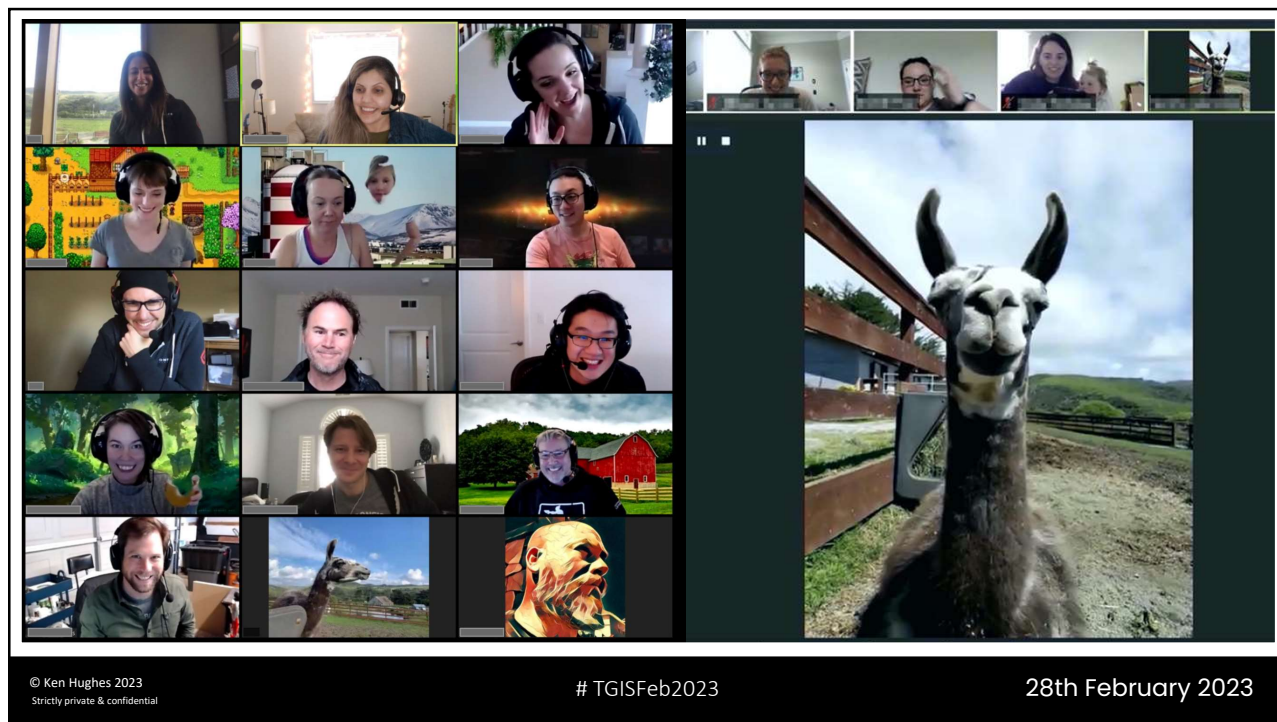 © Ken Hughes 2023
Strictly private & confidential
# TGISFeb2023
28th February 2023